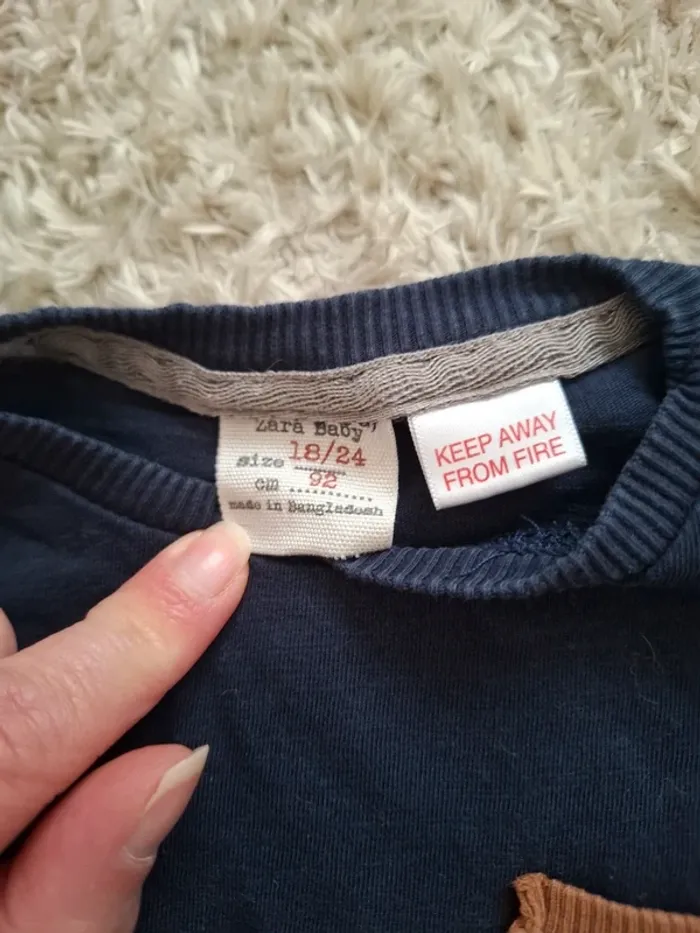 Zara Baby
size 18/24
cm 92
made in Bangladesh
KEEP AWAY
FROM FIRE